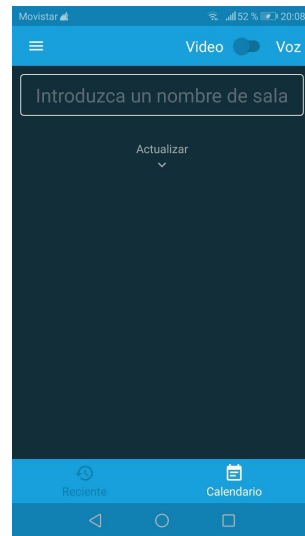 Movistar 52 % 20:08
Video Voz
Introduzca un nombre de sala
Actualizar
Reciente Calendario